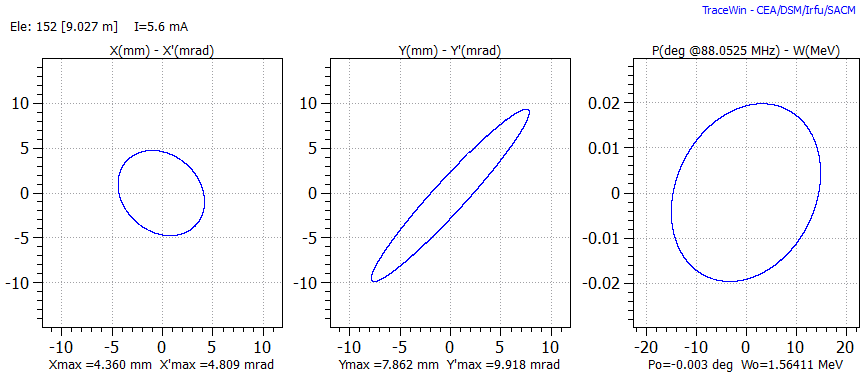 TraceWin - CEA/DSM/Irfu/SACM
Ele: 152 [9.027 m] I=5.6 mA
X(mm) - X'(mrad)
10
5
0
-5
-10
-10 -5 0 5 10
Xmax =4.360 mm X'max =4.809 mrad
Y(mm) - Y'(mrad)
10
5
0
-5
-10
-10 -5 0 5 10
Ymax =7.862 mm Y'max =9.918 mrad
P(deg @88.0525 MHz) - W(MeV)
0.02
0.01
0
-0.01
-0.02
-20 -10 0 10 20
Po=-0.003 deg Wo=1.56411 MeV